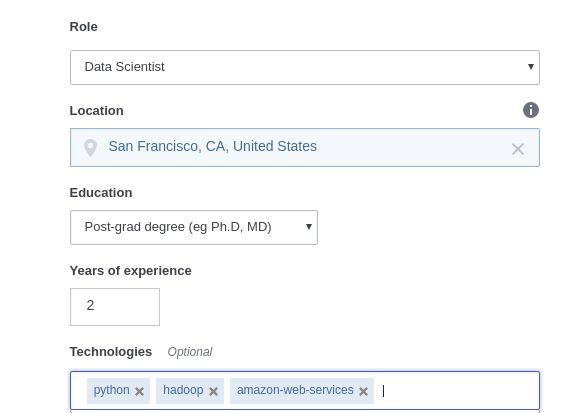 Role
Data Scientist
Location
San Francisco, CA, United States
Education
Post-grad degree (eg Ph.D, MD)
Years of experience
2
Technologies Optional
python hadoop amazon-web-services